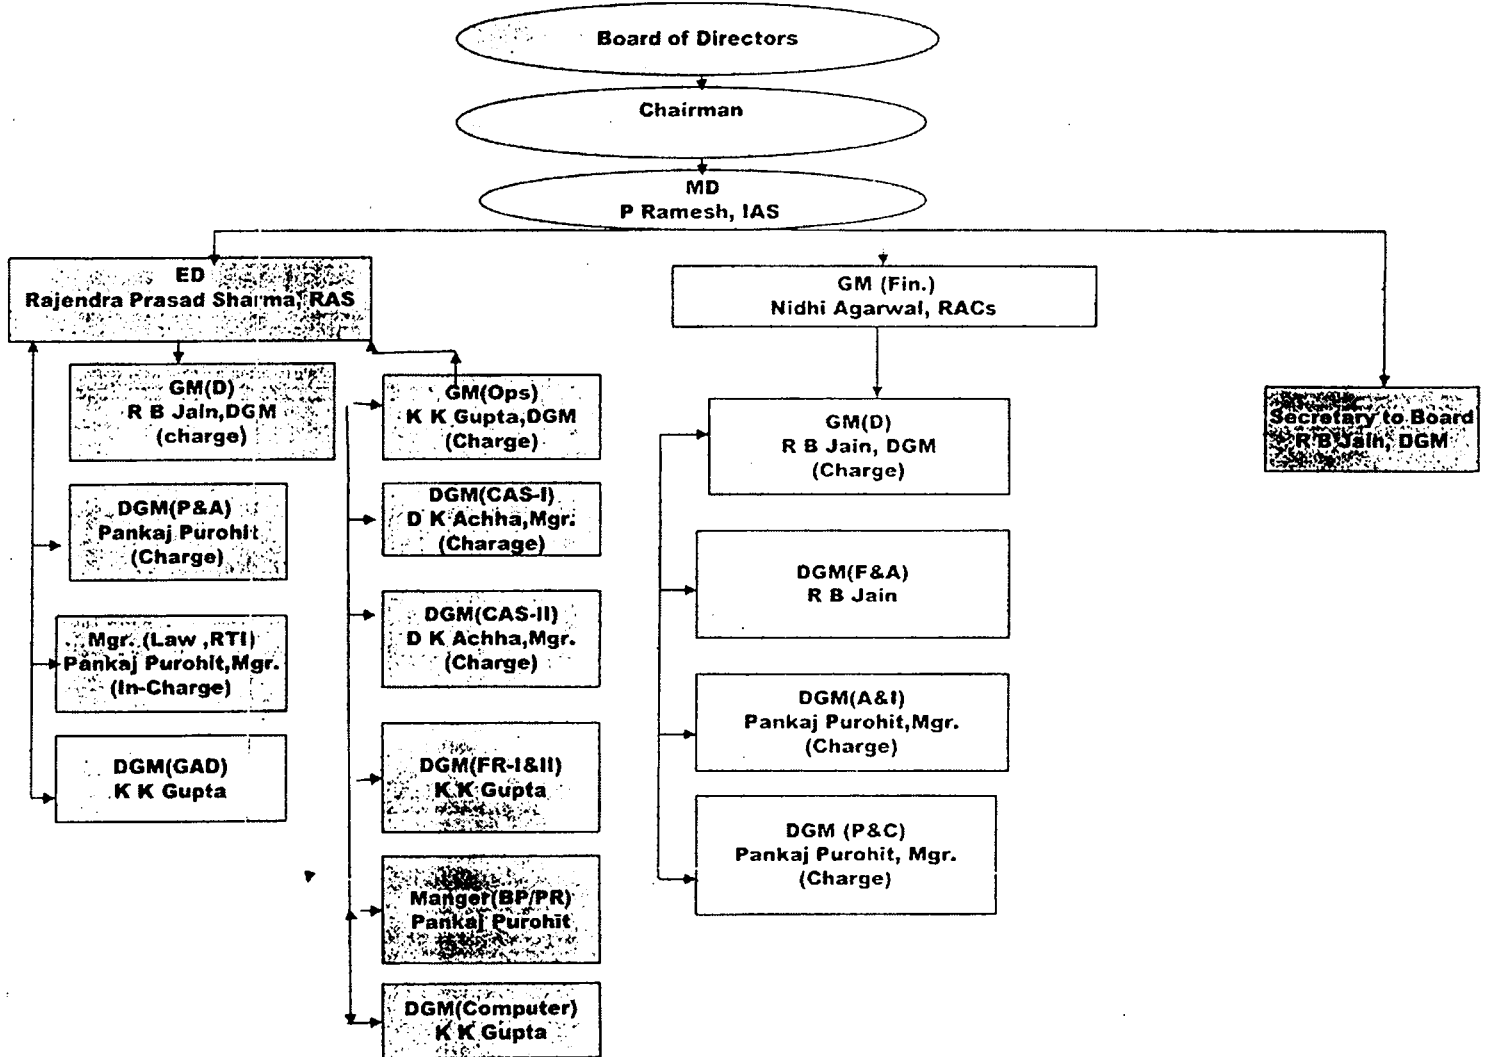 Board of Directors
Chairman
MD
P Ramesh, IAS
ED
Rajendra Prasad Sharma, RAS
GM (Fin.)
Nidhi Agarwal, RACs
GM(D)
R B Jain,DGM
(charge)
GM(Ops)
K K Gupta,DGM
(Charge)
GM(D)
R B Jain, DGM
(Charge)
Secretary to Board
R B Jain, DGM
DGM(P&A)
Pankaj Purohit
(Charge)
DGM(CAS-I)
D K Achha,Mgr.
(Charage)
DGM(F&A)
R B Jain
Mgr. (Law ,RTI)
Pankaj Purohit,Mgr.
(In-Charge)
DGM(CAS-II)
D K Achha,Mgr.
(Charge)
DGM(A&I)
Pankaj Purohit,Mgr.
(Charge)
DGM(GAD)
K K Gupta
DGM(FR-I&II)
K K Gupta
DGM (P&C)
Pankaj Purohit, Mgr.
(Charge)
Manger(BP/PR)
Pankaj Purohit
DGM(Computer)
K K Gupta